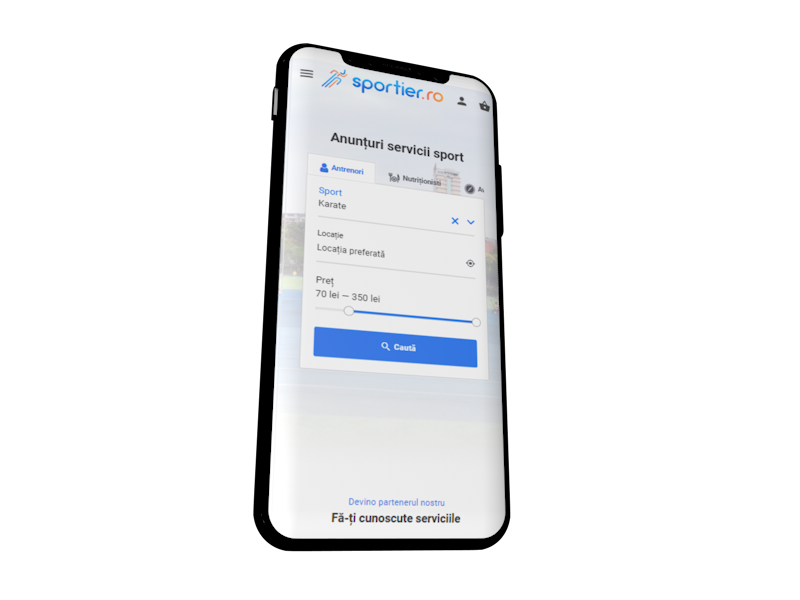 sportier.ro
Anunțuri servicii sport
Antrenori
Nutriționiști
Sport
Karate
Locație
Locația preferată
Preț
70 lei — 350 lei
Caută
Devino partenerul nostru
Fă-ți cunoscute serviciile